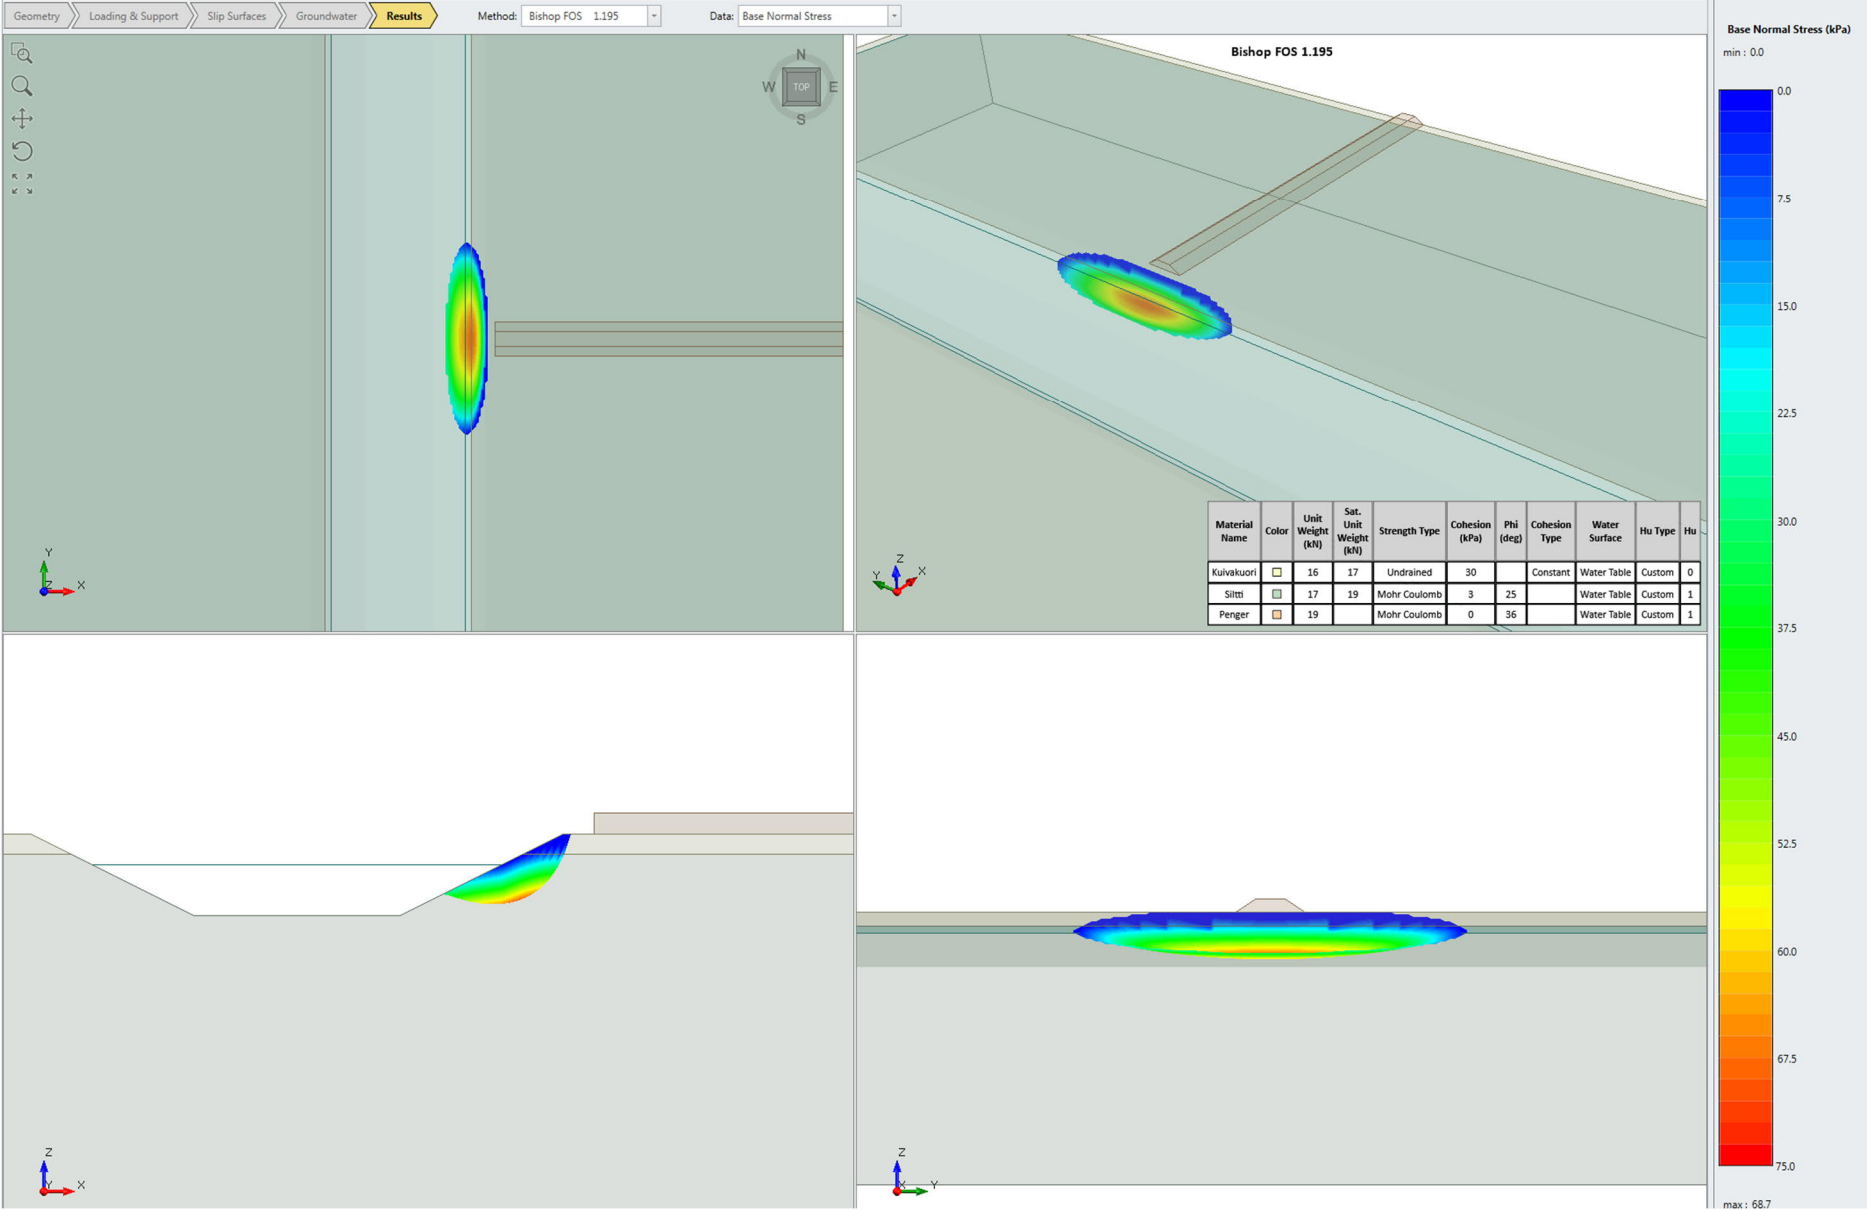 Geometry Loading & Support Slip Surfaces Groundwater Results Method: Bishop FOS 1.195 Data: Base Normal Stress
N
W TOP E
S
Y
Z X
Bishop FOS 1.195
Z
Y X
Material Name Color Unit Weight (kN) Sat. Unit Weight (kN) Strength Type Cohesion (kPa) Phi (deg) Cohesion Type Water Surface Hu Type Hu
Kuivakuori 16 17 Undrained 30 Constant Water Table Custom 0
Siltti 17 19 Mohr Coulomb 3 25 Water Table Custom 1
Penger 19 Mohr Coulomb 0 36 Water Table Custom 1
Z
Y X
Z
X Y
Base Normal Stress (kPa)
min : 0.0
0.0
7.5
15.0
22.5
30.0
37.5
45.0
52.5
60.0
67.5
75.0
max : 68.7